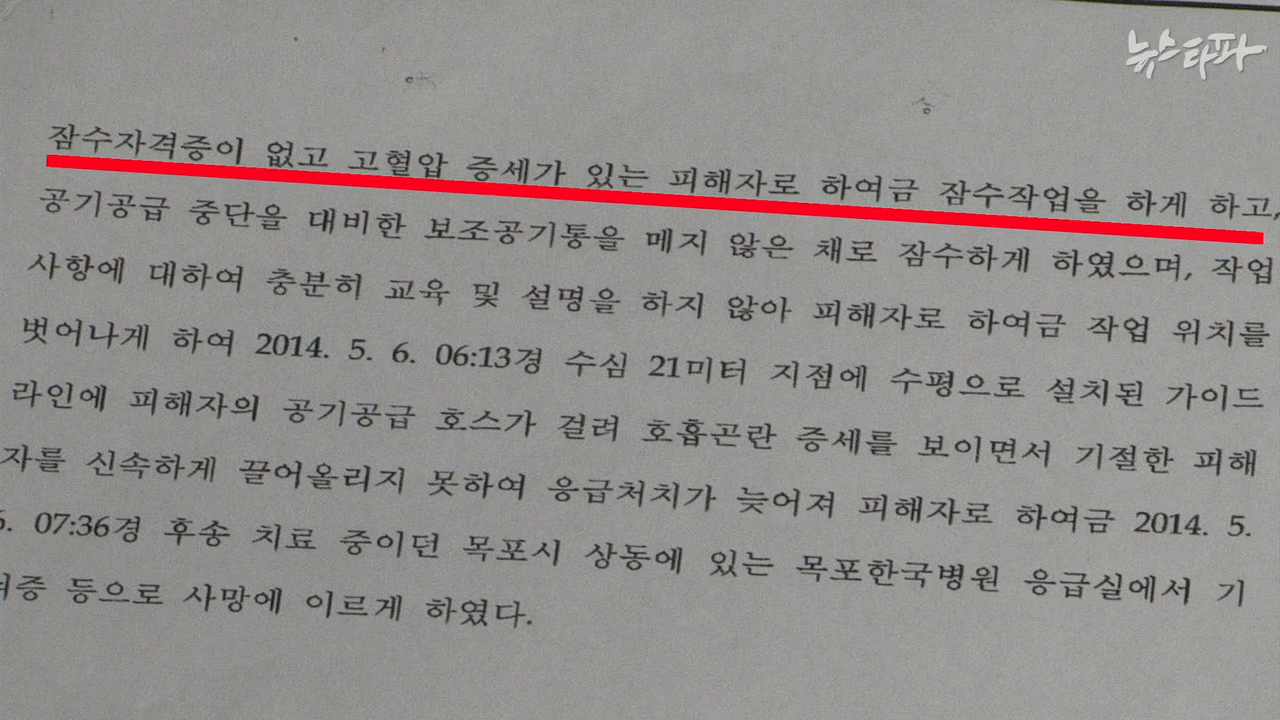 뉴스타파
잠수자격증이 없고 고혈압 증세가 있는 피해자로 하여금 잠수작업을 하게 하고,
공기공급 중단을 대비한 보조공기통을 메지 않은 채로 잠수하게 하였으며, 작업
사항에 대하여 충분히 교육 및 설명을 하지 않아 피해자로 하여금 작업 위치를
벗어나게 하여 2014. 5. 6. 06:13경 수심 21미터 지점에 수평으로 설치된 가이드
라인에 피해자의 공기공급 호스가 걸려 호흡곤란 증세를 보이면서 기절한 피해
자를 신속하게 끌어올리지 못하여 응급처치가 늦어져 피해자로 하여금 2014. 5.
6. 07:36경 후송 치료 중이던 목포시 상동에 있는 목포한국병원 응급실에서 기
등으로 사망에 이르게 하였다.